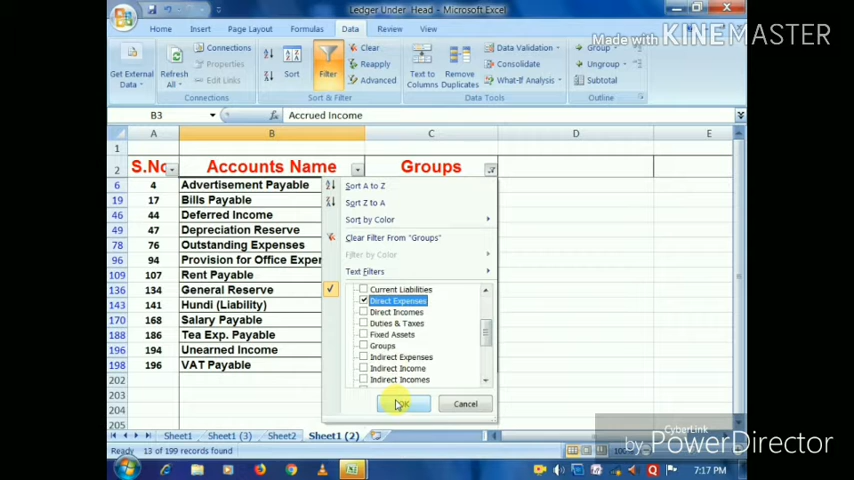 Ledger Under Head - Microsoft Excel
Home Insert Page Layout Formulas Data Review View
Made with KINEMASTER
Get External Data
Refresh All
Connections
Properties
Edit Links
Connections
Sort
Filter
Clear
Reapply
Advanced
Sort & Filter
Text to Columns
Remove Duplicates
Data Validation
Consolidate
What-If Analysis
Data Tools
Group
Ungroup
Subtotal
Outline
B3 Accrued Income
A B C D E
1
2 S.No Accounts Name Groups
6 4 Advertisement Payable
19 17 Bills Payable
46 44 Deferred Income
49 47 Depreciation Reserve
78 76 Outstanding Expenses
96 94 Provision for Office Exper
109 107 Rent Payable
136 134 General Reserve
143 141 Hundi (Liability)
170 168 Salary Payable
188 186 Tea Exp. Payable
196 194 Unearned Income
198 196 VAT Payable
202
203
204
205
Sort A to Z
Sort Z to A
Sort by Color
Clear Filter From "Groups"
Filter by Color
Text Filters
Current Liabilities
Direct Expenses
Direct Incomes
Duties & Taxes
Fixed Assets
Groups
Indirect Expenses
Indirect Income
Indirect Incomes
OK Cancel
Sheet1 Sheet1 (3) Sheet2 Sheet1 (2)
Ready 13 of 199 records found
CyberLink
by PowerDirector
7:17 PM